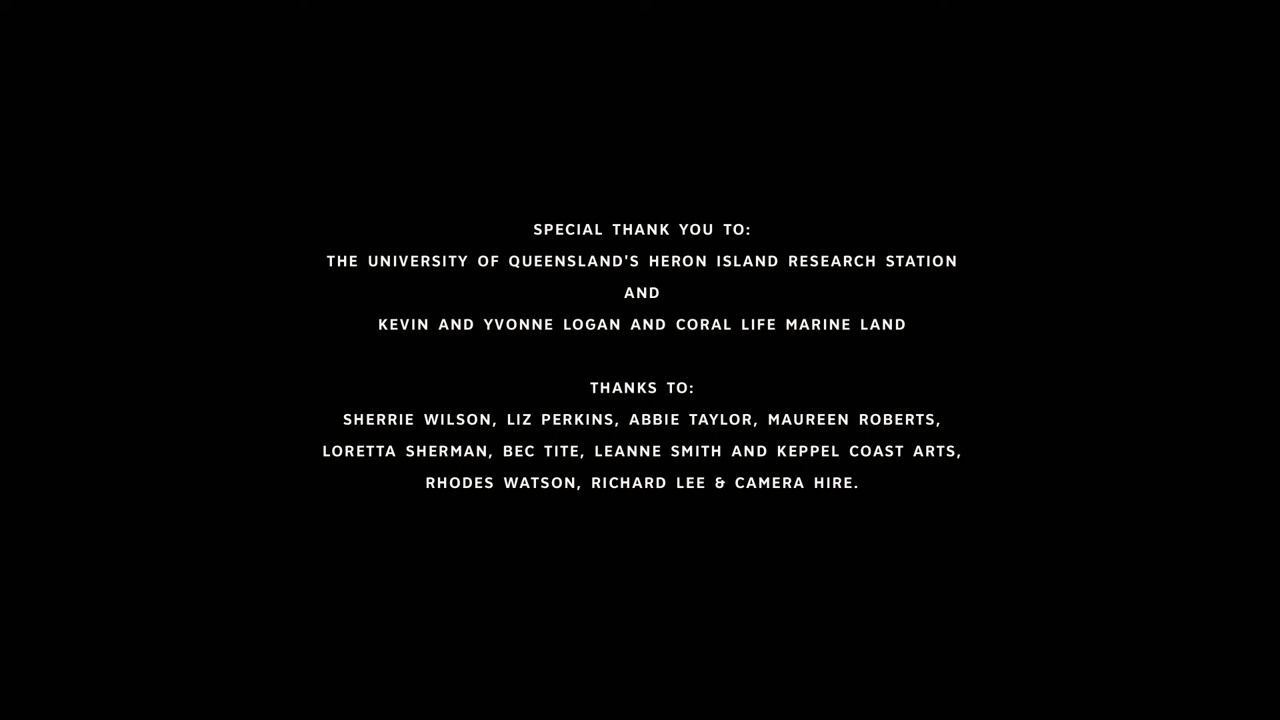 SPECIAL THANK YOU TO:
THE UNIVERSITY OF QUEENSLAND'S HERON ISLAND RESEARCH STATION
AND
KEVIN AND YVONNE LOGAN AND CORAL LIFE MARINE LAND
THANKS TO:
SHERRIE WILSON, LIZ PERKINS, ABBIE TAYLOR, MAUREEN ROBERTS,
LORETTA SHERMAN, BEC TITE, LEANNE SMITH AND KEPPEL COAST ARTS,
RHODES WATSON, RICHARD LEE & CAMERA HIRE.